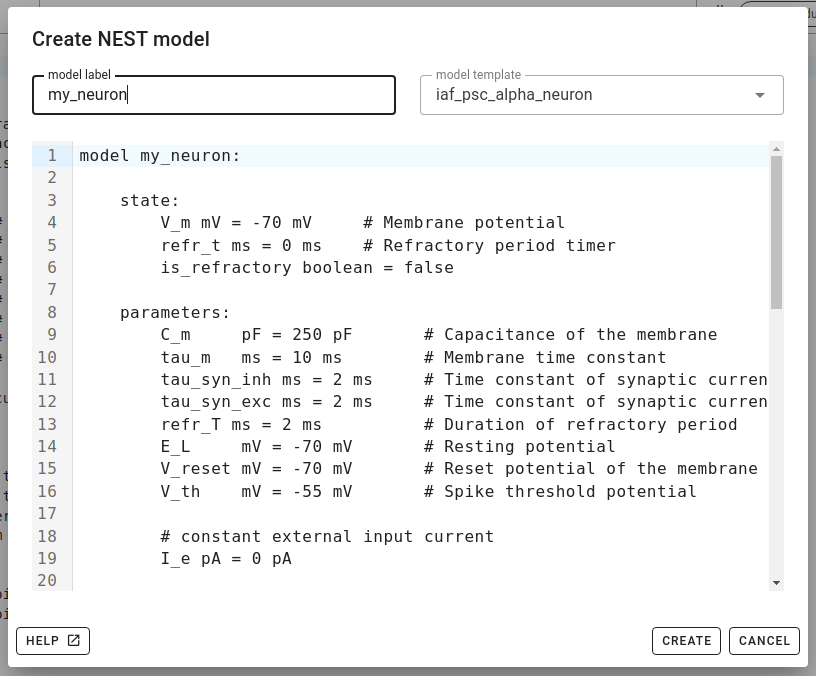 Create NEST model
model label
my_neuron
model template
iaf_psc_alpha_neuron
1 model my_neuron:
2
3     state:
4         V_m mV = -70 mV     # Membrane potential
5         refr_t ms = 0 ms    # Refractory period timer
6         is_refractory boolean = false
7
8     parameters:
9         C_m     pF = 250 pF       # Capacitance of the membrane
10         tau_m   ms = 10 ms        # Membrane time constant
11         tau_syn_inh ms = 2 ms     # Time constant of synaptic curren
12         tau_syn_exc ms = 2 ms     # Time constant of synaptic curren
13         refr_T ms = 2 ms          # Duration of refractory period
14         E_L     mV = -70 mV       # Resting potential
15         V_reset mV = -70 mV       # Reset potential of the membrane
16         V_th    mV = -55 mV       # Spike threshold potential
17
18         # constant external input current
19         I_e pA = 0 pA
20
HELP
CREATE
CANCEL